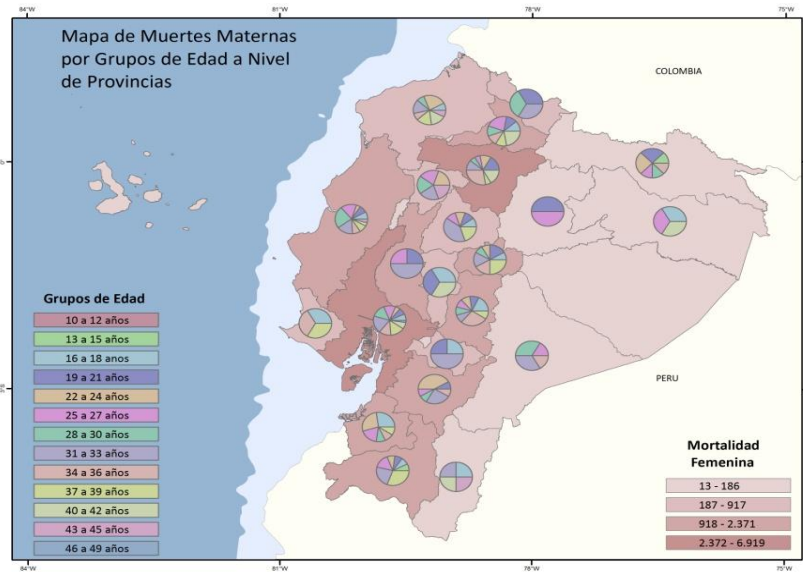 84°W
81°W
78°W
75°W
Mapa de Muertes Maternas
por Grupos de Edad a Nivel
de Provincias
COLOMBIA
0°
Grupos de Edad
10 a 12 años
13 a 15 años
16 a 18 años
19 a 21 años
22 a 24 años
25 a 27 años
28 a 30 años
31 a 33 años
34 a 36 años
37 a 39 años
40 a 42 años
43 a 45 años
46 a 49 años
PERU
Mortalidad
Femenina
13 - 186
187 - 917
918 - 2.371
2.372 - 6.919
84°W
81°W
78°W
75°W